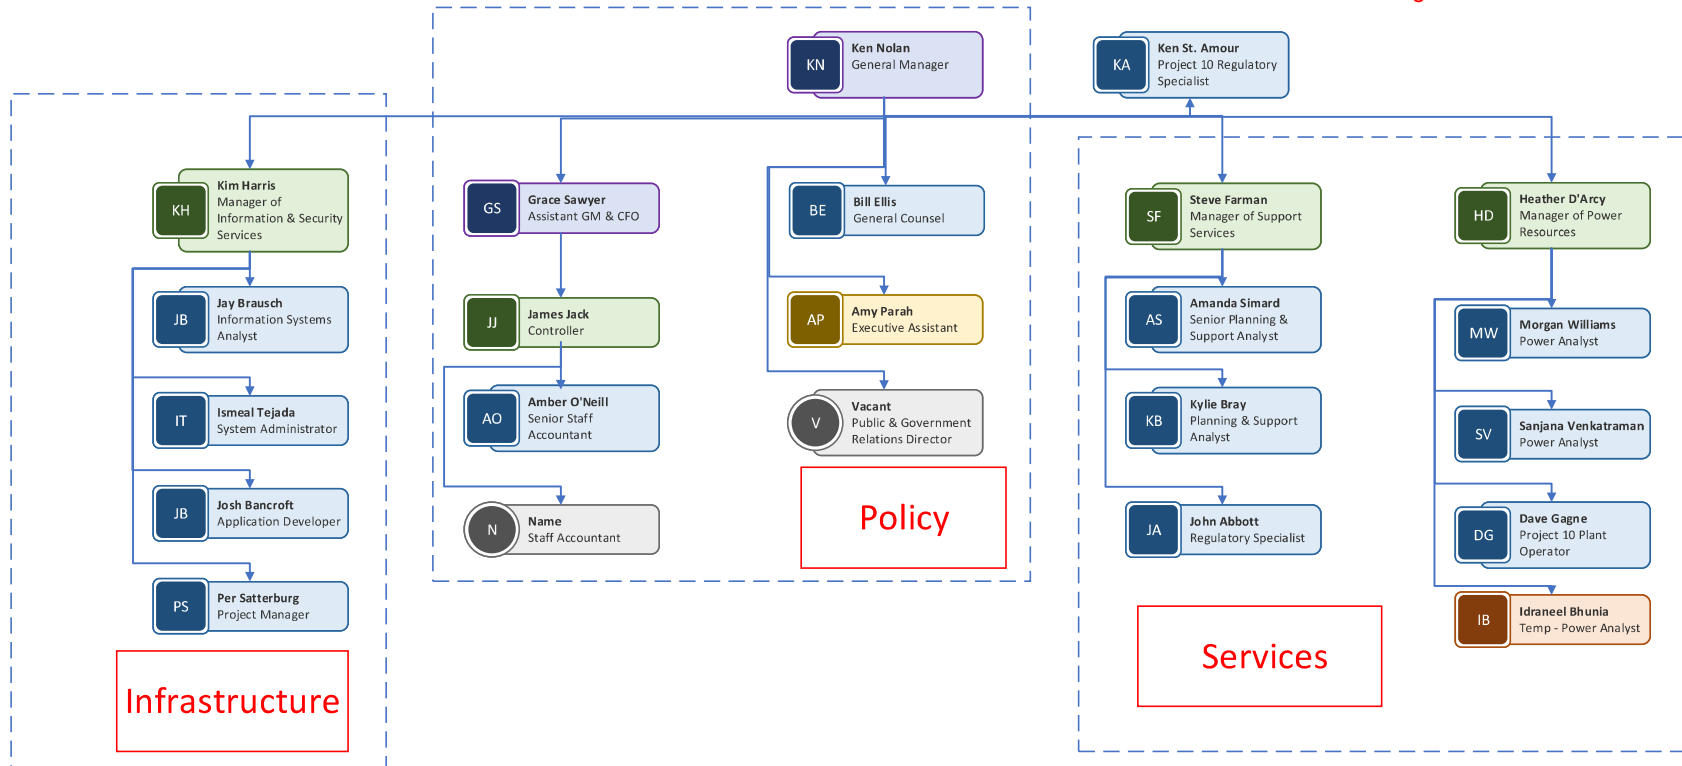 KN
Ken Nolan
General Manager
KA
Ken St. Amour
Project 10 Regulatory
Specialist
KH
Kim Harris
Manager of
Information & Security
Services
GS
Grace Sawyer
Assistant GM & CFO
BE
Bill Ellis
General Counsel
SF
Steve Farman
Manager of Support
Services
HD
Heather D'Arcy
Manager of Power
Resources
JB
Jay Brausch
Information Systems
Analyst
JJ
James Jack
Controller
AP
Amy Parah
Executive Assistant
AS
Amanda Simard
Senior Planning &
Support Analyst
MW
Morgan Williams
Power Analyst
IT
Ismeal Tejada
System Administrator
AO
Amber O'Neill
Senior Staff
Accountant
V
Vacant
Public & Government
Relations Director
KB
Kylie Bray
Planning & Support
Analyst
SV
Sanjana Venkatraman
Power Analyst
JB
Josh Bancroft
Application Developer
N
Name
Staff Accountant
Policy
JA
John Abbott
Regulatory Specialist
DG
Dave Gagne
Project 10 Plant
Operator
PS
Per Satterburg
Project Manager
IB
Idraneel Bhunia
Temp - Power Analyst
Infrastructure
Services